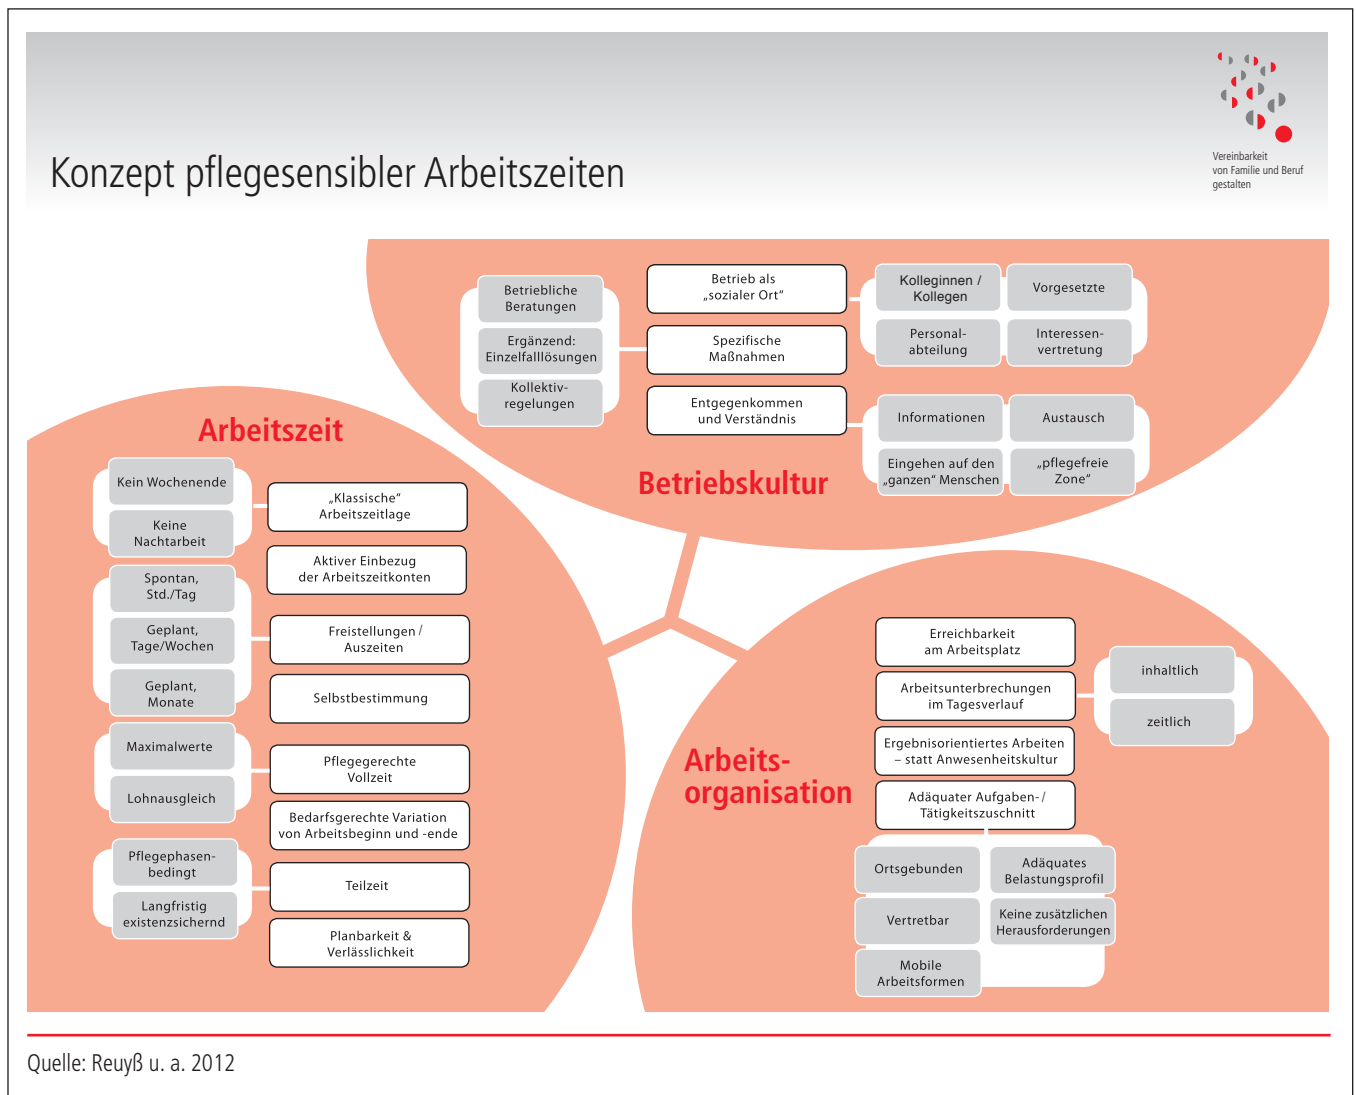 Konzept pflegesensibler Arbeitszeiten
Vereinbarkeit
von Familie und Beruf
gestalten
Betriebliche
Beratungen
Ergänzend:
Einzelfalllösungen
Kollektiv-
regelungen
Betrieb als
„sozialer Ort“
Spezifische
Maßnahmen
Entgegenkommen
und Verständnis
Kolleginnen /
Kollegen
Vorgesetzte
Personal-
abteilung
Interessen-
vertretung
Informationen
Austausch
Eingehen auf den
„ganzen“ Menschen
„pflegefreie
Zone“
Betriebskultur
Arbeitszeit
Kein Wochenende
Keine
Nachtarbeit
„Klassische“
Arbeitszeitlage
Aktiver Einbezug
der Arbeitszeitkonten
Spontan,
Std./Tag
Geplant,
Tage/Wochen
Geplant,
Monate
Freistellungen /
Auszeiten
Selbstbestimmung
Maximalwerte
Lohnausgleich
Pflegegerechte
Vollzeit
Bedarfsgerechte Variation
von Arbeitsbeginn und -ende
Pflegephasen-
bedingt
Langfristig
existenzsichernd
Teilzeit
Planbarkeit &
Verlässlichkeit
Arbeits-
organisation
Erreichbarkeit
am Arbeitsplatz
Arbeitsunterbrechungen
im Tagesverlauf
inhaltlich
zeitlich
Ergebnisorientiertes Arbeiten
– statt Anwesenheitskultur
Adäquater Aufgaben-/
Tätigkeitszuschnitt
Ortsgebunden
Adäquates
Belastungsprofil
Vertretbar
Keine zusätzlichen
Herausforderungen
Mobile
Arbeitsformen
Quelle: Reuyß u. a. 2012